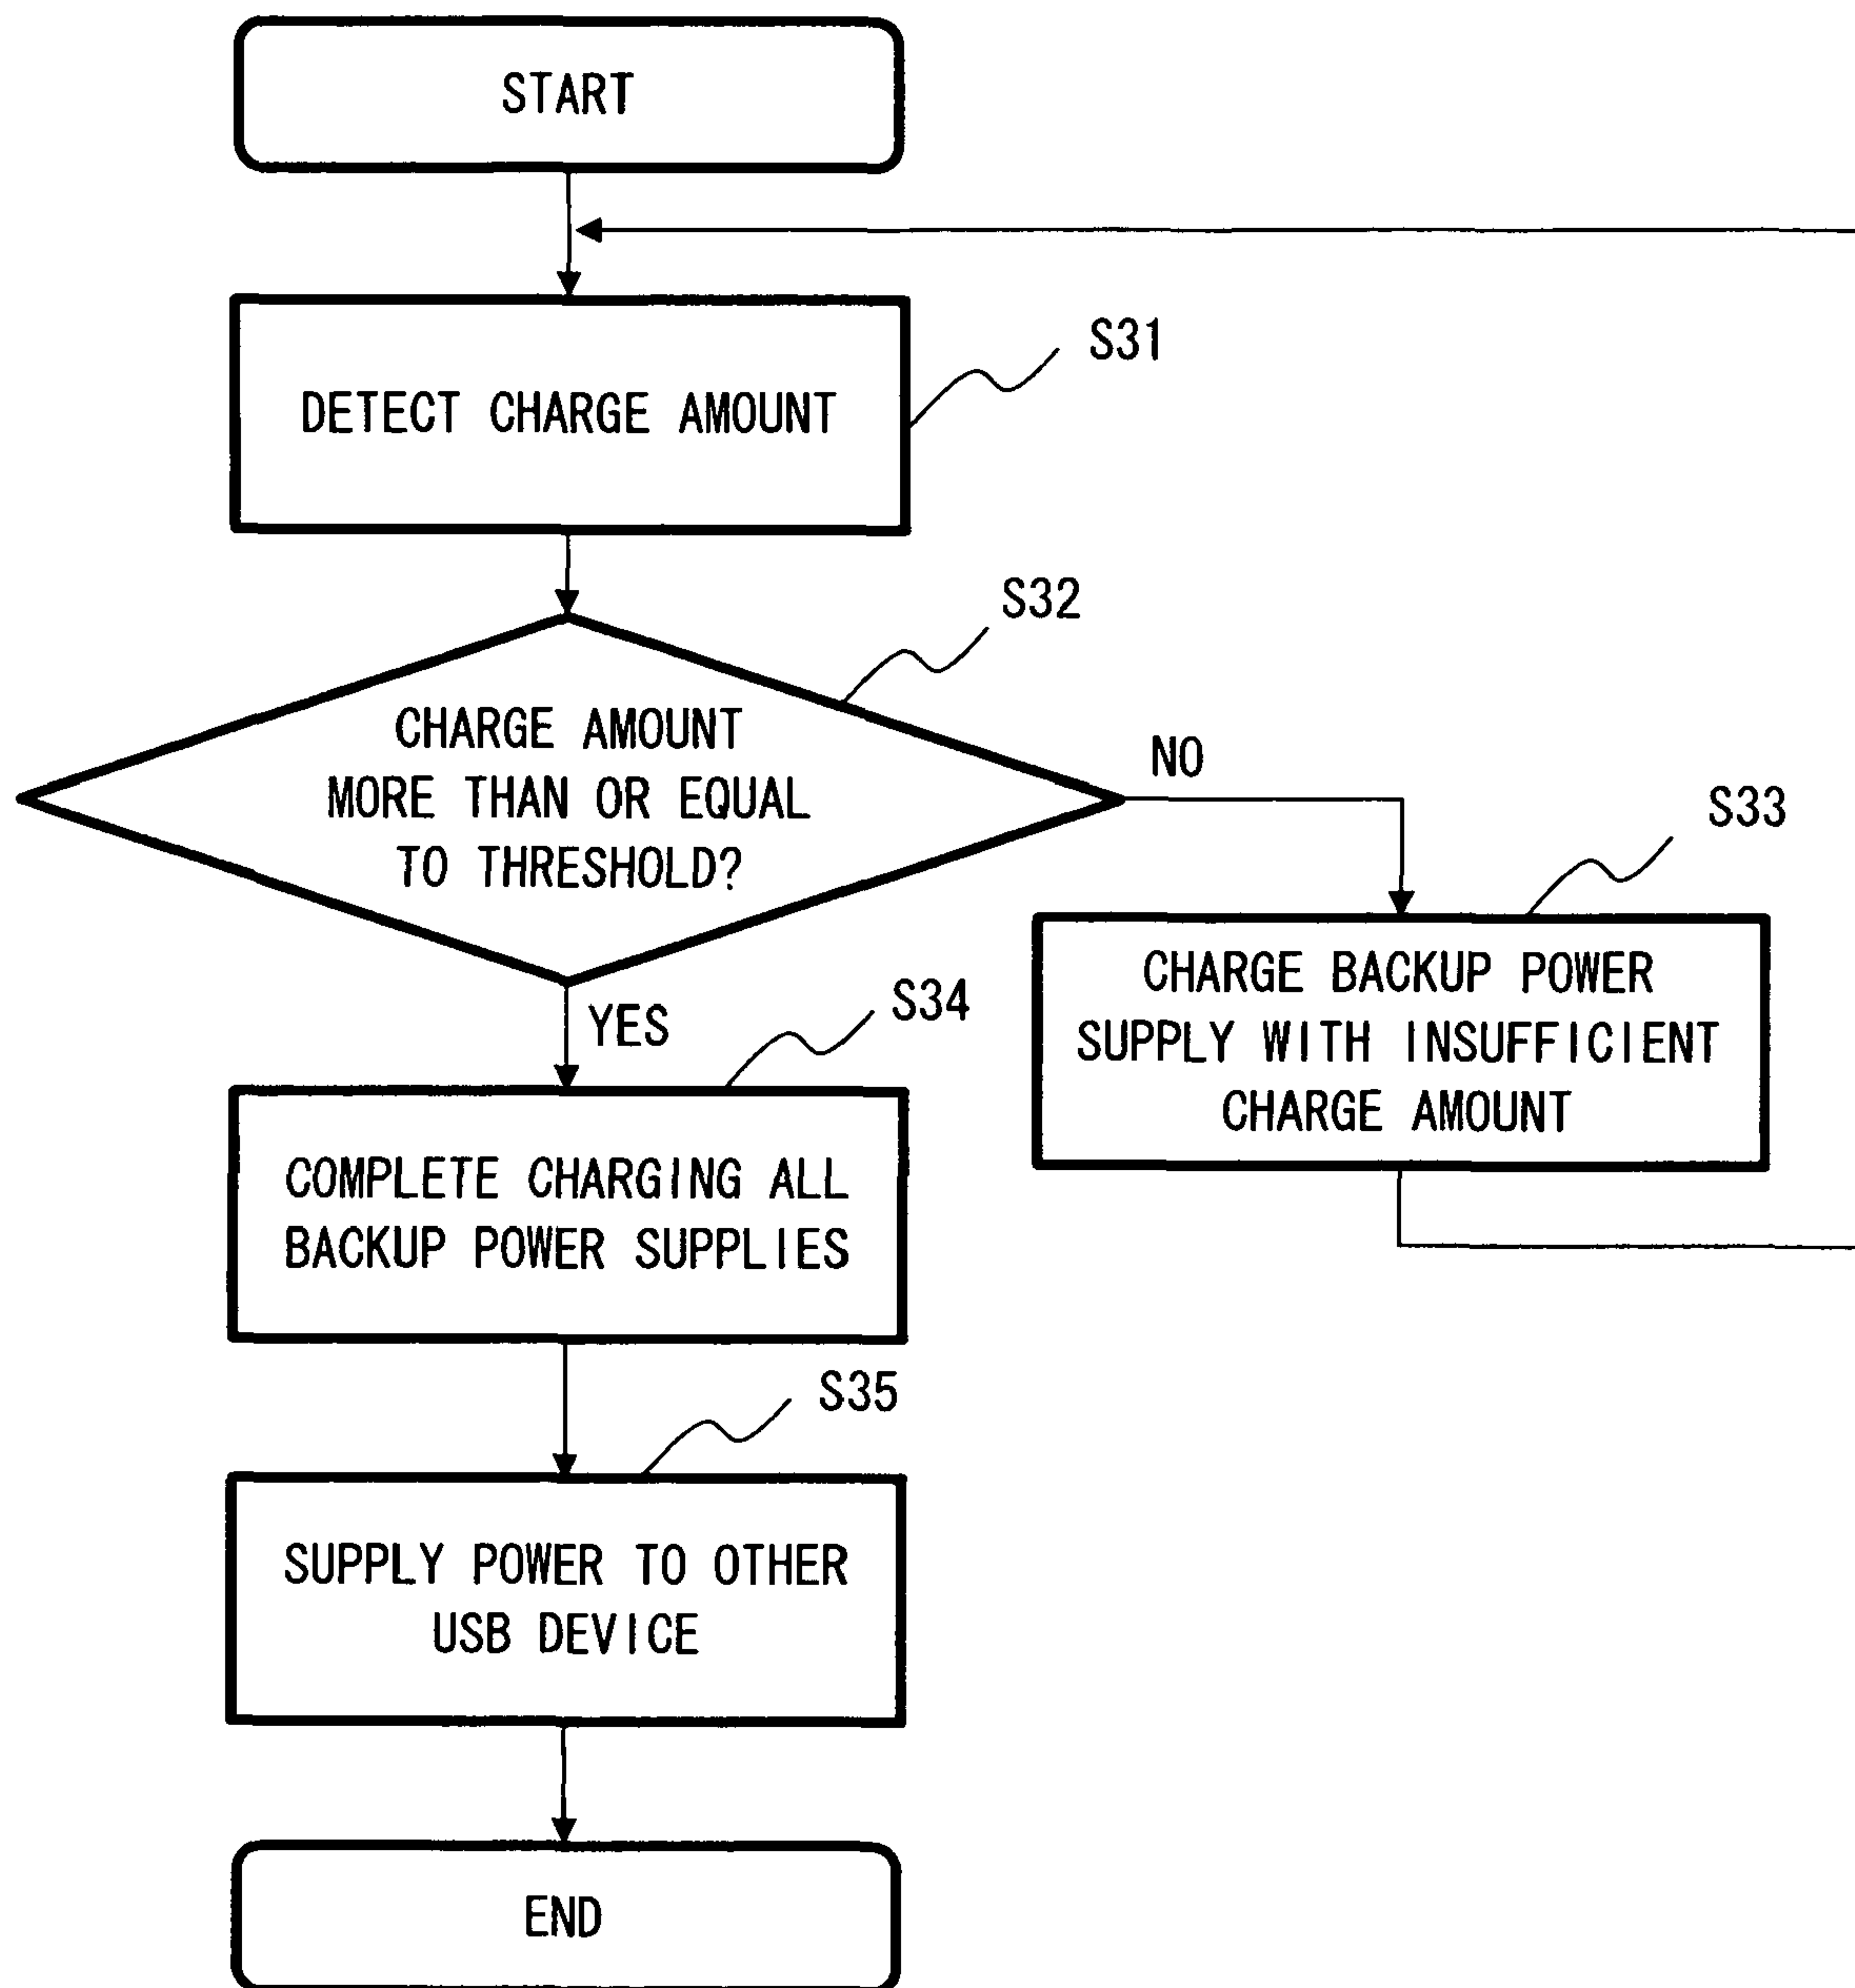 START
S31
DETECT CHARGE AMOUNT
S32
CHARGE AMOUNT
MORE THAN OR EQUAL
TO THRESHOLD?
NO
S33
CHARGE BACKUP POWER
SUPPLY WITH INSUFFICIENT
CHARGE AMOUNT
YES
S34
COMPLETE CHARGING ALL
BACKUP POWER SUPPLIES
S35
SUPPLY POWER TO OTHER
USB DEVICE
END